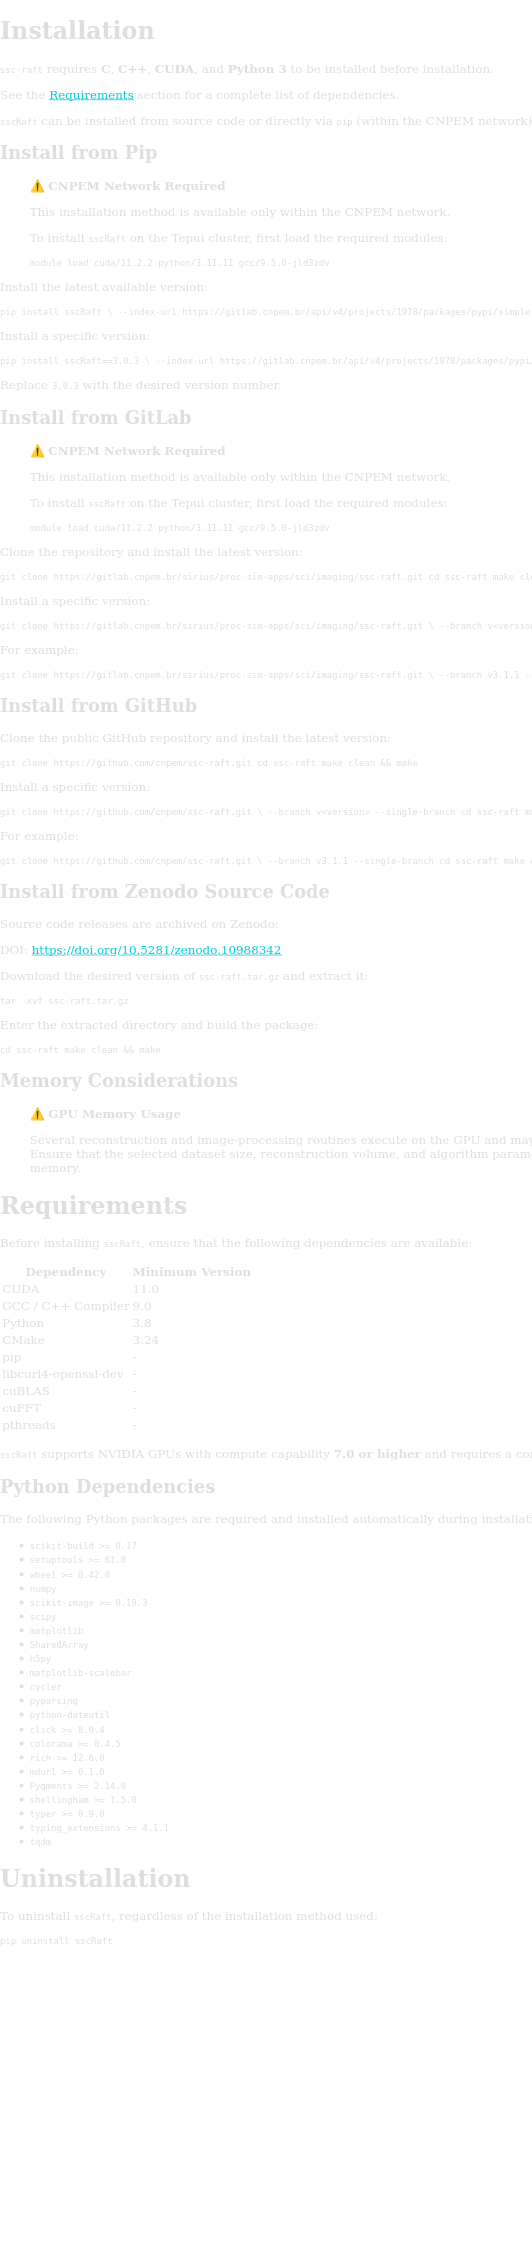 Installation
ssc-raft requires C, C++, CUDA, and Python 3 to be installed before installation.
See the Requirements section for a complete list of dependencies.
sscRaft can be installed from source code or directly via pip (within the CNPEM network)
Install from Pip
⚠️ CNPEM Network Required
This installation method is available only within the CNPEM network.
To install sscRaft on the Tepui cluster, first load the required modules:
module load cuda/11.2.2 python/3.11.11 gcc/9.5.0-jld3zdv
Install the latest available version:
pip install sscRaft \ --index-url https://gitlab.cnpem.br/api/v4/projects/1978/packages/pypi/simple
Install a specific version:
pip install sscRaft==3.0.3 \ --index-url https://gitlab.cnpem.br/api/v4/projects/1978/packages/pypi/
Replace 3.0.3 with the desired version number.
Install from GitLab
⚠️ CNPEM Network Required
This installation method is available only within the CNPEM network.
To install sscRaft on the Tepui cluster, first load the required modules:
module load cuda/11.2.2 python/3.11.11 gcc/9.5.0-jld3zdv
Clone the repository and install the latest version:
git clone https://gitlab.cnpem.br/sirius/proc-sim-apps/sci/imaging/ssc-raft.git cd ssc-raft make cle
Install a specific version:
git clone https://gitlab.cnpem.br/sirius/proc-sim-apps/sci/imaging/ssc-raft.git \ --branch v<version
For example:
git clone https://gitlab.cnpem.br/sirius/proc-sim-apps/sci/imaging/ssc-raft.git \ --branch v3.1.1 --
Install from GitHub
Clone the public GitHub repository and install the latest version:
git clone https://github.com/cnpem/ssc-raft.git cd ssc-raft make clean && make
Install a specific version:
git clone https://github.com/cnpem/ssc-raft.git \ --branch v<version> --single-branch cd ssc-raft ma
For example:
git clone https://github.com/cnpem/ssc-raft.git \ --branch v3.1.1 --single-branch cd ssc-raft make c
Install from Zenodo Source Code
Source code releases are archived on Zenodo:
DOI: https://doi.org/10.5281/zenodo.10988342
Download the desired version of ssc-raft.tar.gz and extract it:
tar -xvf ssc-raft.tar.gz
Enter the extracted directory and build the package:
cd ssc-raft make clean && make
Memory Considerations
⚠️ GPU Memory Usage
Several reconstruction and image-processing routines execute on the GPU and may
Ensure that the selected dataset size, reconstruction volume, and algorithm param
memory.
Requirements
Before installing sscRaft, ensure that the following dependencies are available:
Dependency Minimum Version
CUDA 11.0
GCC / C++ Compiler 9.0
Python 3.8
CMake 3.24
pip -
libcurl4-openssl-dev -
cuBLAS -
cuFFT -
pthreads -
sscRaft supports NVIDIA GPUs with compute capability 7.0 or higher and requires a co
Python Dependencies
The following Python packages are required and installed automatically during installati
• scikit-build >= 0.17
• setuptools >= 61.0
• wheel >= 0.42.0
• numpy
• scikit-image >= 0.19.3
• scipy
• matplotlib
• SharedArray
• h5py
• matplotlib-scalebar
• cycler
• pyparsing
• python-dateutil
• click >= 8.0.4
• colorama >= 0.4.5
• rich >= 12.6.0
• mdurl >= 0.1.0
• Pygments >= 2.14.0
• shellingham >= 1.5.0
• typer >= 0.9.0
• typing_extensions >= 4.1.1
• tqdm
Uninstallation
To uninstall sscRaft, regardless of the installation method used:
pip uninstall sscRaft